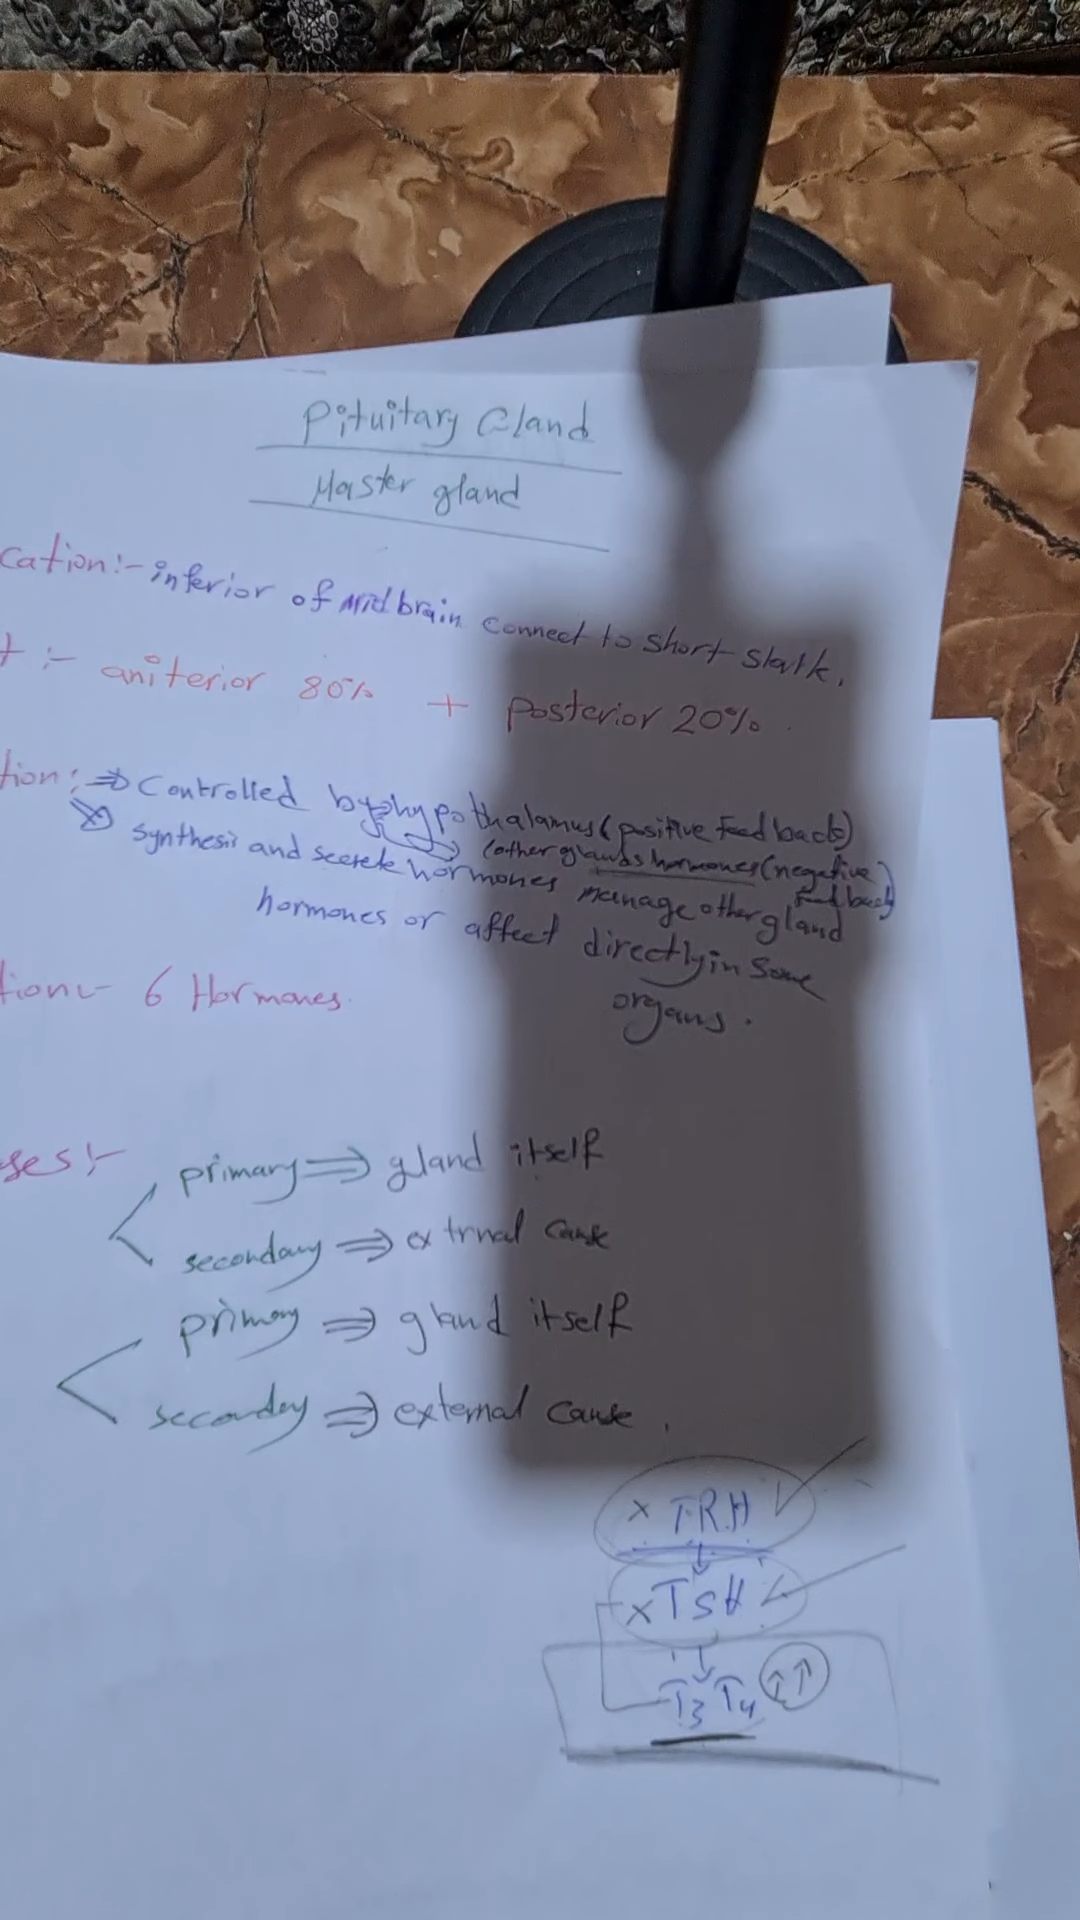 Pituitary Gland
Master gland
cation:- inferior of midbrain connect to short stalk.
t :- aniterior 80% + posterior 20%.
tion: ⇒ Controlled by hypothalamus (positive Feed back)
(other glands hormones (negative)
Feed back
synthesis and secrete hormones manage other gland
hormones or affect directly in some
organs.
tion:- 6 Hormones.
ses:-
primary ⇒ gland itself
secondary ⇒ extrnal cause
primary ⇒ gland itself
secondey ⇒ external cause.
x TRH
x TSH
T3 T4 ↑↑